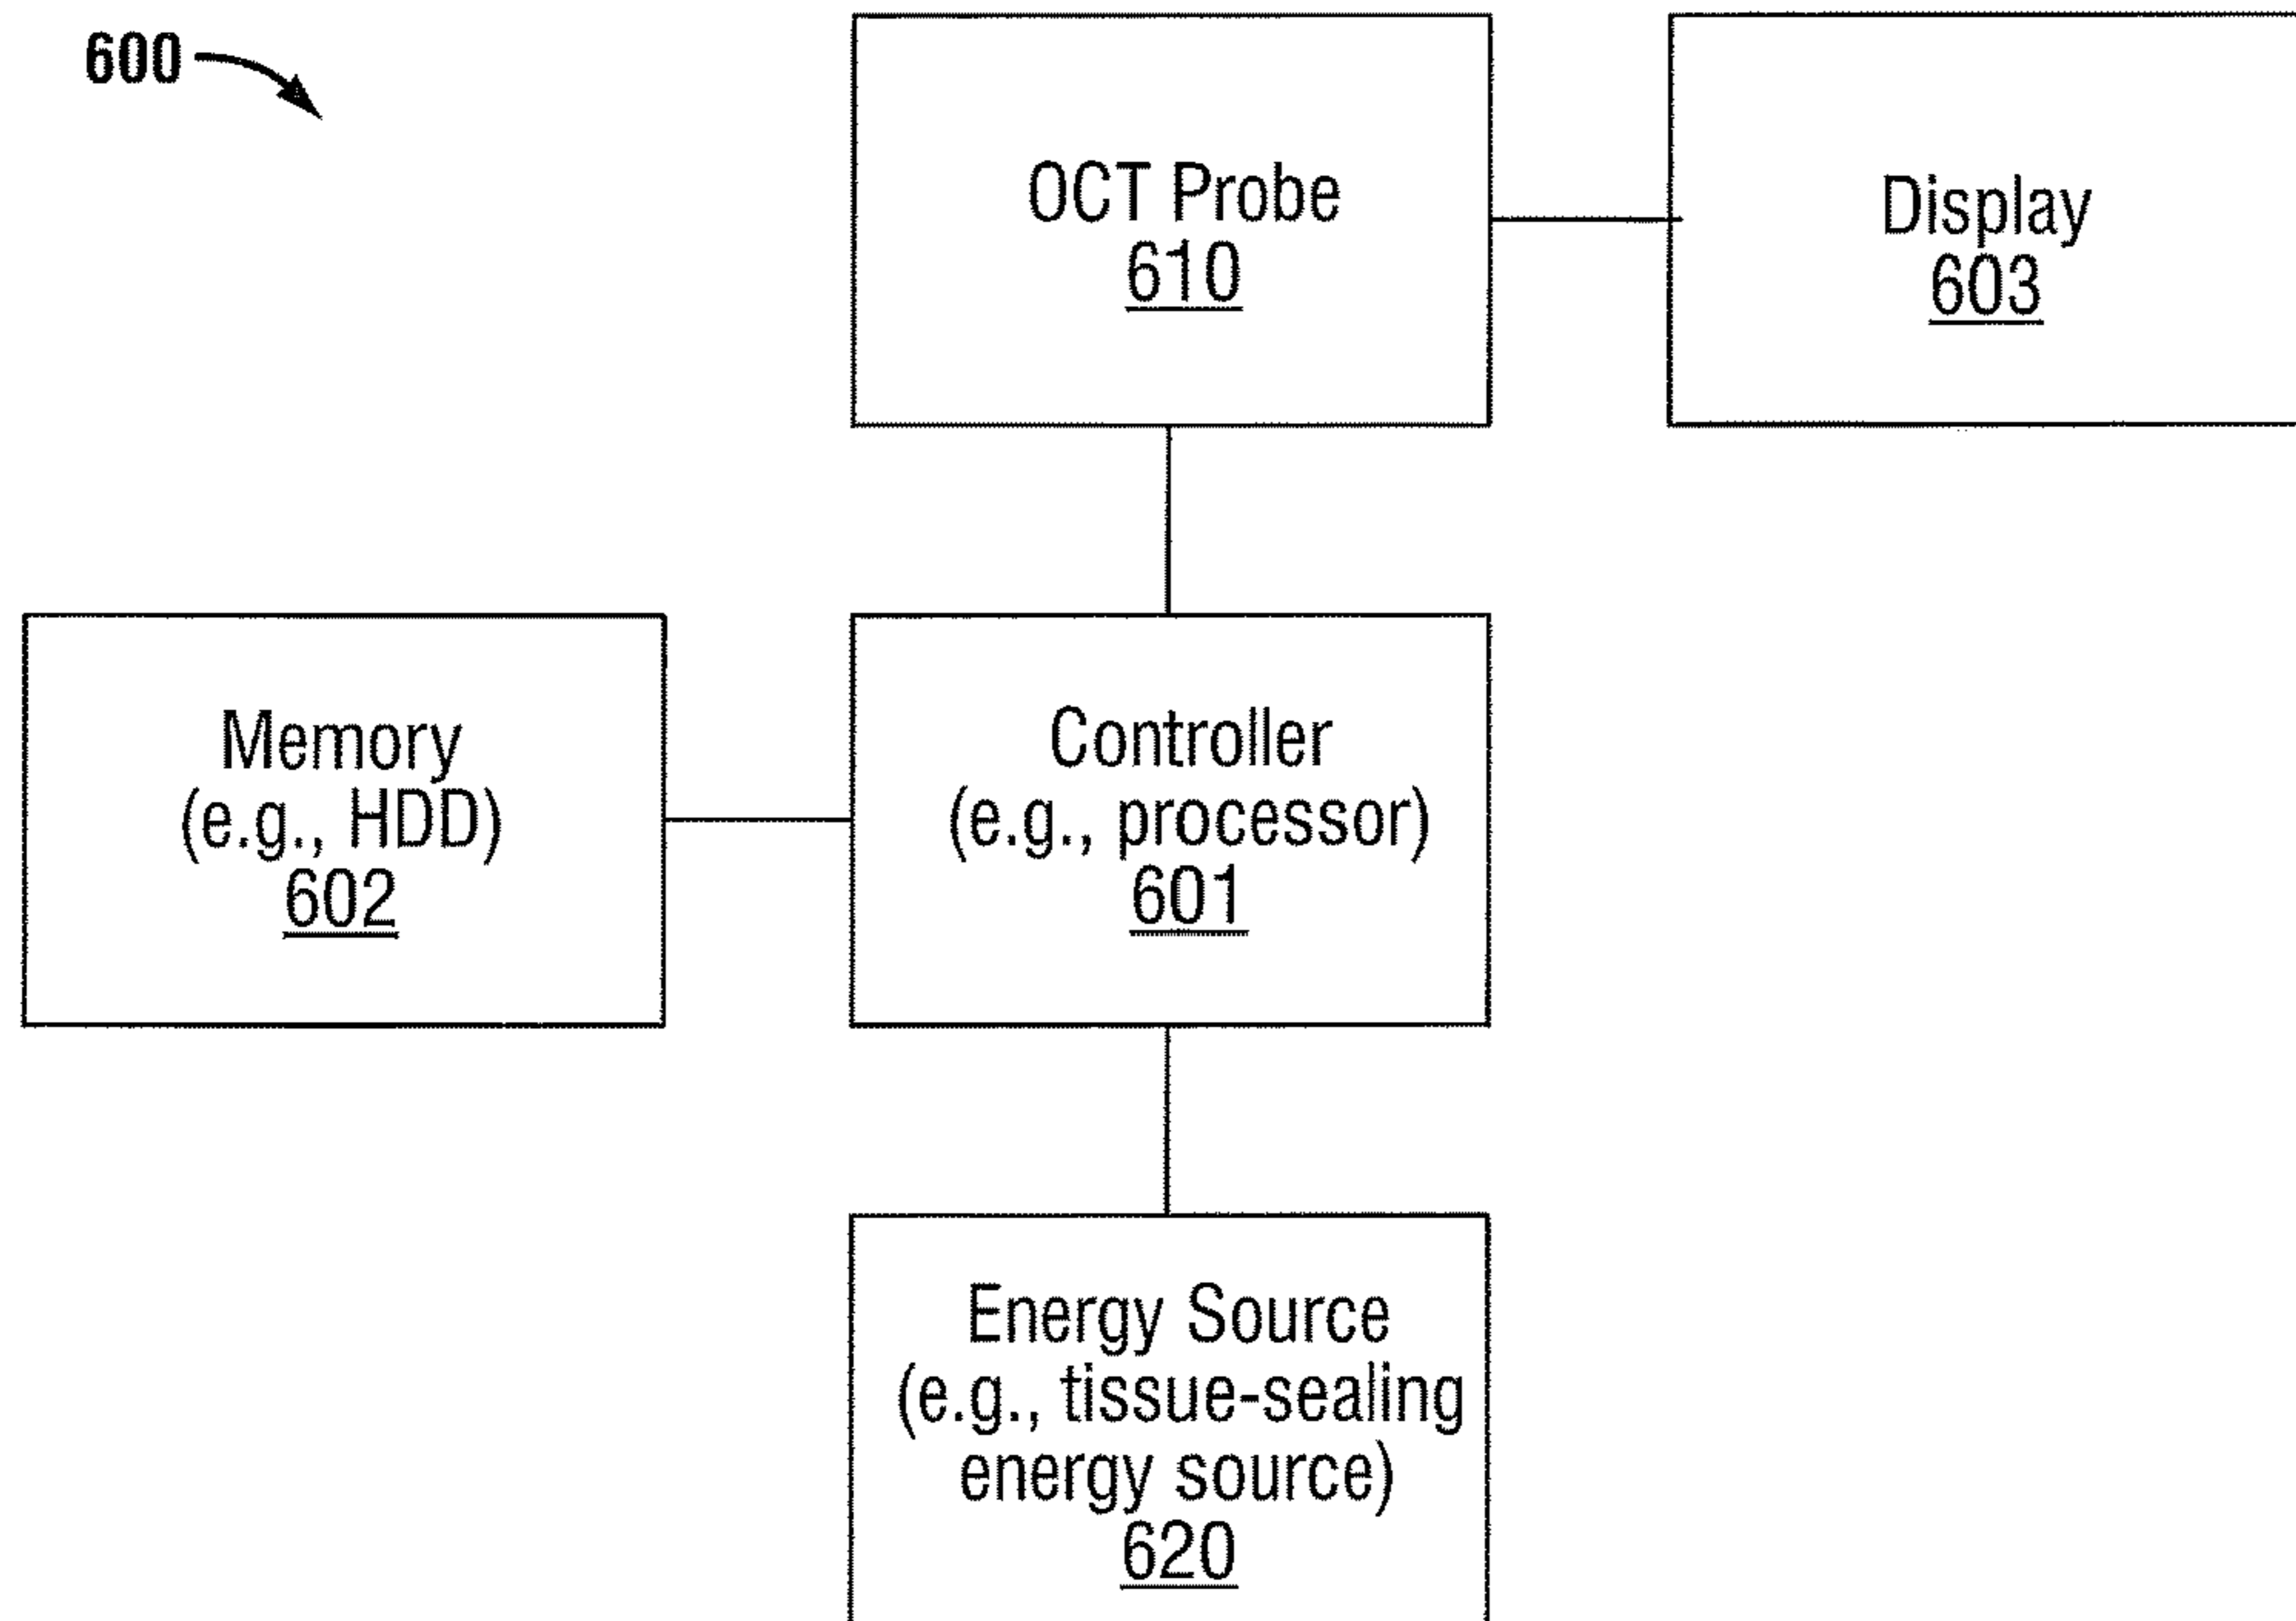 600
OCT Probe
610
Display
603
Memory
(e.g., HDD)
602
Controller
(e.g., processor)
601
Energy Source
(e.g., tissue-sealing
energy source)
620